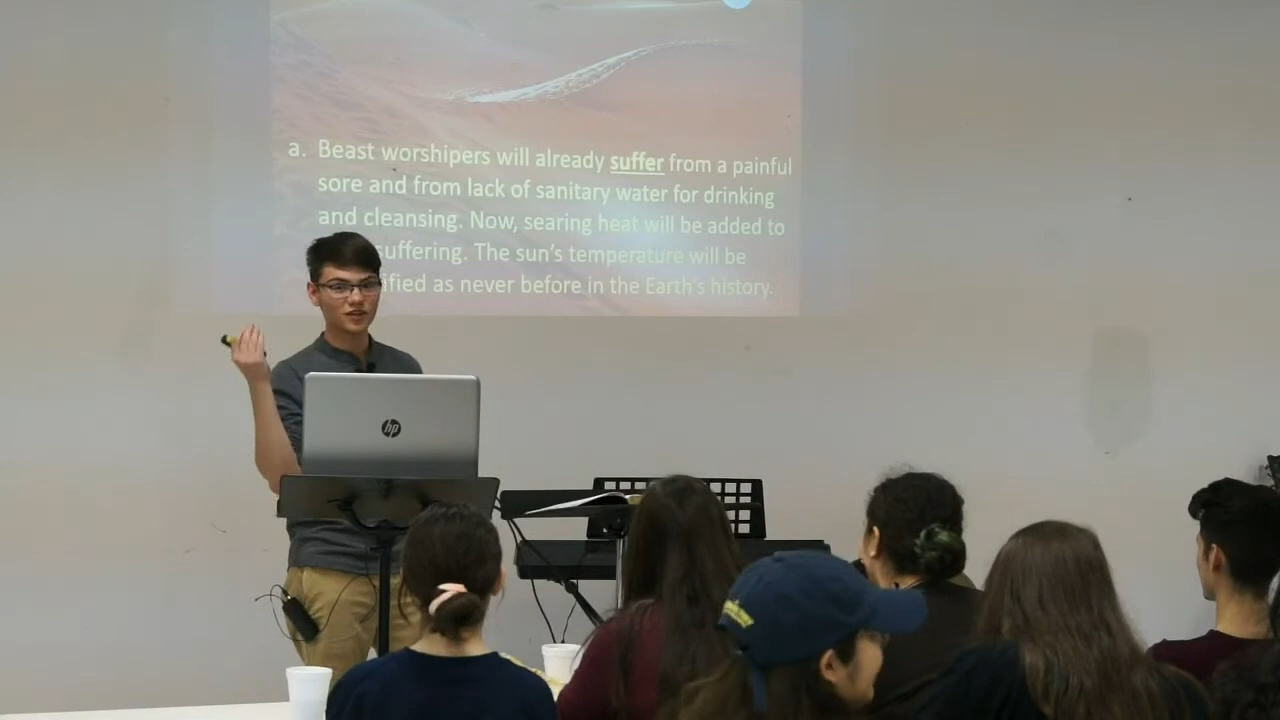 a. Beast worshipers will already suffer from a painful
sore and from lack of sanitary water for drinking
and cleansing. Now, searing heat will be added to
suffering. The sun's temperature will be
ified as never before in the Earth's history.
hp